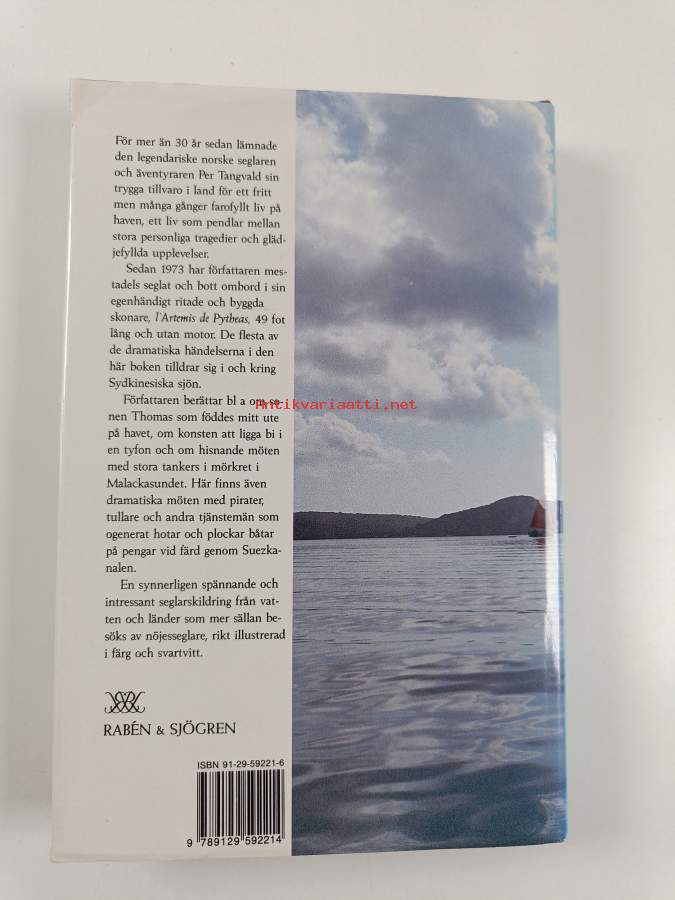 För mer än 30 år sedan lämnade
den legendariske norske seglaren
och äventyraren Per Tangvald sin
trygga tillvaro i land för ett fritt
men många gånger farofyllt liv på
haven, ett liv som pendlar mellan
stora personliga tragedier och gläd-
jefyllda upplevelser.
Sedan 1973 har författaren mes-
tadels seglat och bott ombord i sin
egenhändigt ritade och byggda
skonare, l'Artemis de Pytheas, 49 fot
lång och utan motor. De flesta av
de dramatiska händelserna i den
här boken tilldrar sig i och kring
Sydkinesiska sjön.
Författaren berättar bl a om so-
nen Thomas som föddes mitt ute
på havet, om konsten att ligga bi i
en tyfon och om hisnande möten
med stora tankers i mörkret i
Malackasundet. Här finns även
dramatiska möten med pirater,
tullare och andra tjänstemän som
ogenerat hotar och plockar båtar
på pengar vid färd genom Suezka-
nalen.
En synnerligen spännande och
intressant seglarskildring från vat-
ten och länder som mer sällan be-
söks av nöjesseglare, rikt illustrerad
i färg och svartvitt.
RABÉN & SJÖGREN
ISBN 91-29-59221-6
9 789129 592214
Antikvariaatti.net